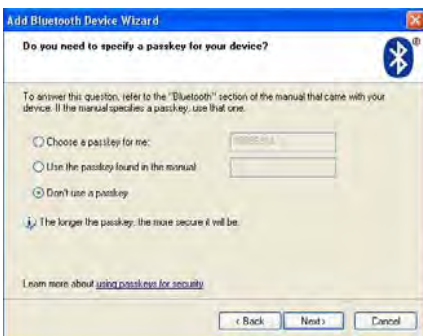 Add Bluetooth Device Wizard
Do you need to specify a passkey for your device?
®
To answer this question, refer to the "Bluetooth" section of the manual that came with your
device. If the manual specifies a passkey, use that one.
Choose a passkey for me:
Use the passkey found in the manual
Don't use a passkey
The longer the passkey, the more secure it will be.
Learn more about using passkeys for security
< Back
Next >
Cancel